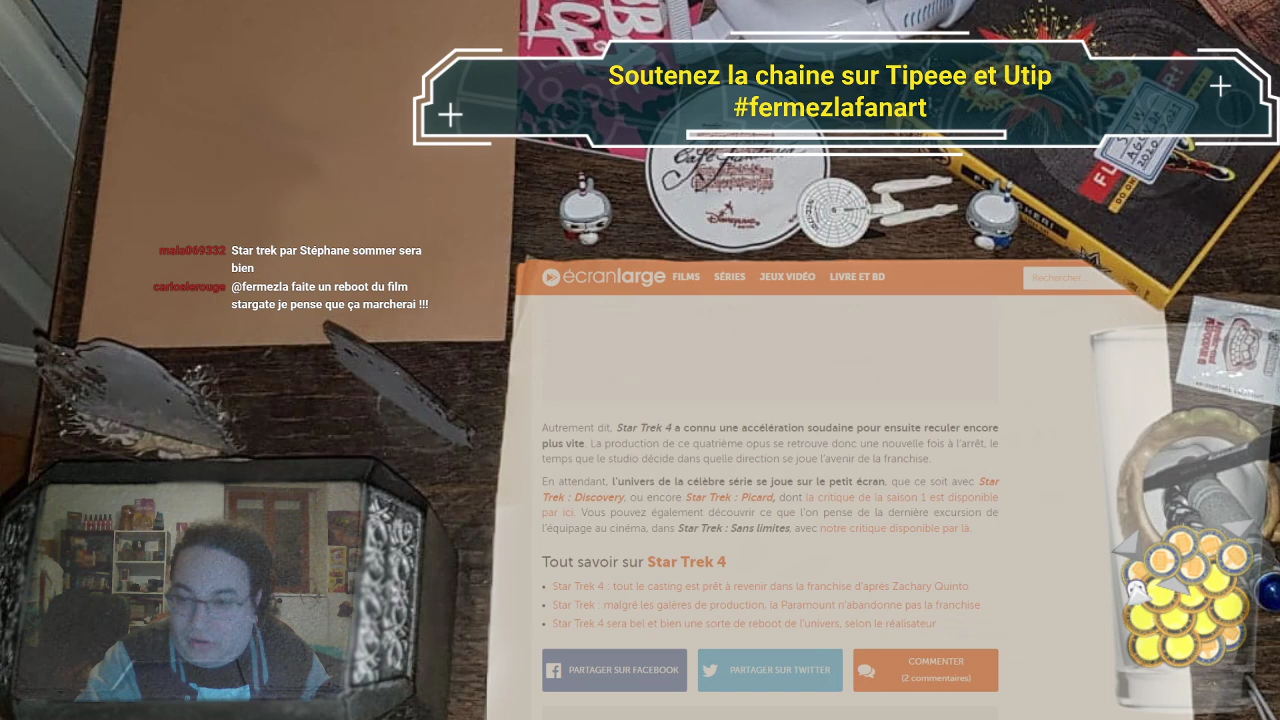 Soutenez la chaine sur Tipeee et Utip
#fermezlafanart
maia069332 Star trek par Stéphane sommer sera
bien
carloslerouge @fermezla faite un reboot du film
stargate je pense que ça marcherai !!!
écranlarge FILMS SÉRIES JEUX VIDÉO LIVRE ET BD Rechercher...
Autrement dit, Star Trek 4 a connu une accélération soudaine pour ensuite reculer encore
plus vite. La production de ce quatrième opus se retrouve donc une nouvelle fois à l'arrêt, le
temps que le studio décide dans quelle direction se joue l'avenir de la franchise.
En attendant, l'univers de la célèbre série se joue sur le petit écran, que ce soit avec Star
Trek : Discovery, ou encore Star Trek : Picard, dont la critique de la saison 1 est disponible
par ici. Vous pouvez également découvrir ce que l'on pense de la dernière excursion de
l'équipage au cinéma, dans Star Trek : Sans limites, avec notre critique disponible par là.
Tout savoir sur Star Trek 4
• Star Trek 4 : tout le casting est prêt à revenir dans la franchise d'après Zachary Quinto
• Star Trek : malgré les galères de production, la Paramount n'abandonne pas la franchise
• Star Trek 4 sera bel et bien une sorte de reboot de l'univers, selon le réalisateur
PARTAGER SUR FACEBOOK PARTAGER SUR TWITTER COMMENTER
(2 commentaires)